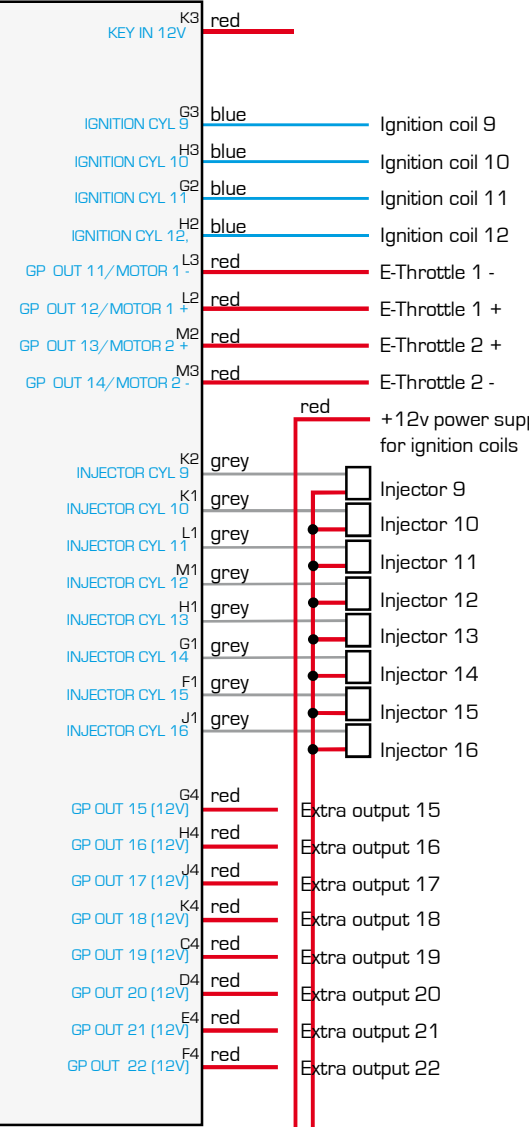 KEY IN 12V K3 red
IGNITION CYL 9 G3 blue Ignition coil 9
IGNITION CYL 10 H3 blue Ignition coil 10
IGNITION CYL 11 G2 blue Ignition coil 11
IGNITION CYL 12, H2 blue Ignition coil 12
GP OUT 11/MOTOR 1 - L3 red E-Throttle 1 -
GP OUT 12/MOTOR 1 + L2 red E-Throttle 1 +
GP OUT 13/MOTOR 2 + M2 red E-Throttle 2 +
GP OUT 14/MOTOR 2 - M3 red E-Throttle 2 -
red +12v power supp
for ignition coils
INJECTOR CYL 9 K2 grey Injector 9
INJECTOR CYL 10 K1 grey Injector 10
INJECTOR CYL 11 L1 grey Injector 11
INJECTOR CYL 12 M1 grey Injector 12
INJECTOR CYL 13 H1 grey Injector 13
INJECTOR CYL 14 G1 grey Injector 14
INJECTOR CYL 15 F1 grey Injector 15
INJECTOR CYL 16 J1 grey Injector 16
GP OUT 15 (12V) G4 red Extra output 15
GP OUT 16 (12V) H4 red Extra output 16
GP OUT 17 (12V) J4 red Extra output 17
GP OUT 18 (12V) K4 red Extra output 18
GP OUT 19 (12V) C4 red Extra output 19
GP OUT 20 (12V) D4 red Extra output 20
GP OUT 21 (12V) E4 red Extra output 21
GP OUT 22 (12V) F4 red Extra output 22